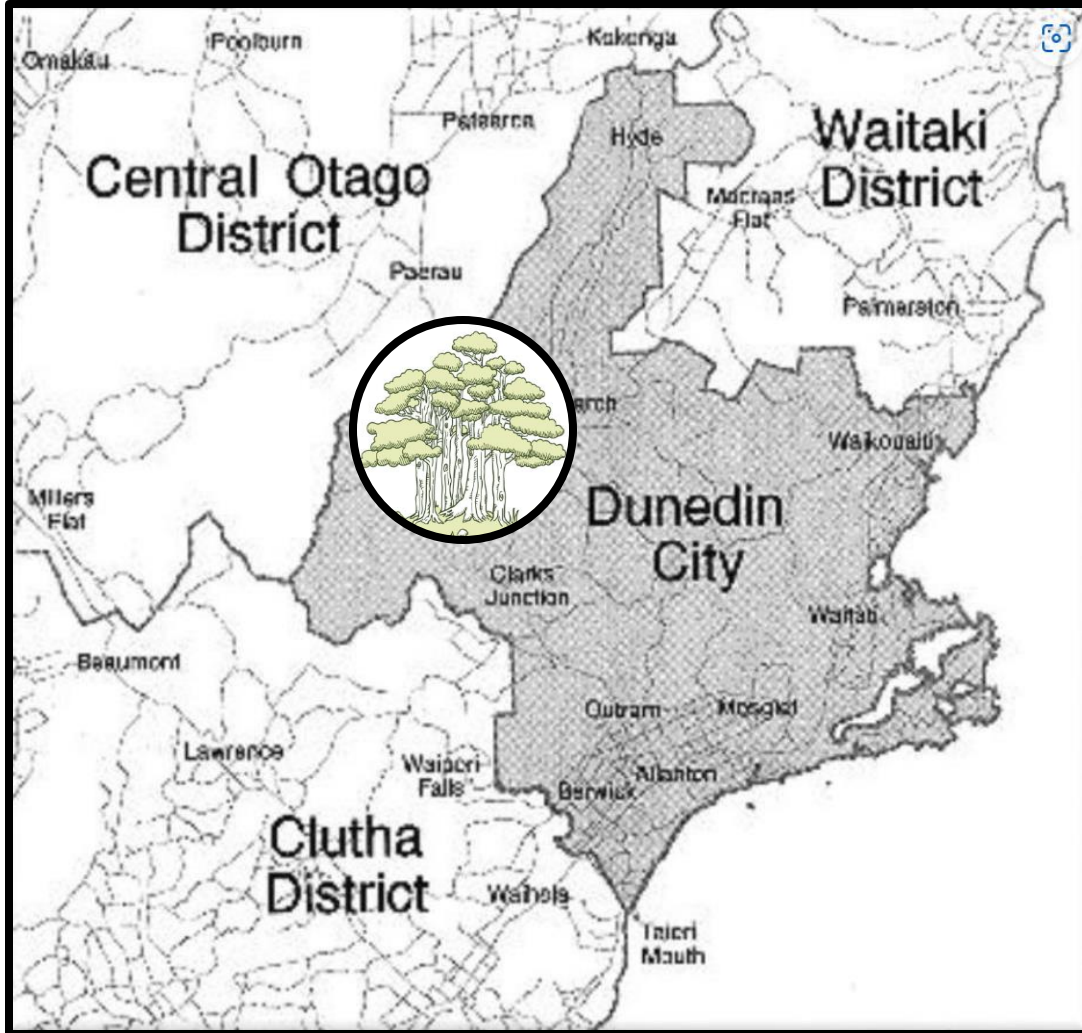 Omakau
Poolburn
Kokonga
Patearoa
Hyde
Waitaki
District
Central Otago
District
Macraes
Flat
Paerau
Palmerston
arch
Waikouaiti
Millers
Flat
Dunedin
City
Clarks
Junction
Waitati
Beaumont
Outram
Mosgiel
Lawrence
Waipori
Falls
Allanton
Berwick
Clutha
District
Waihola
Taieri
Mouth